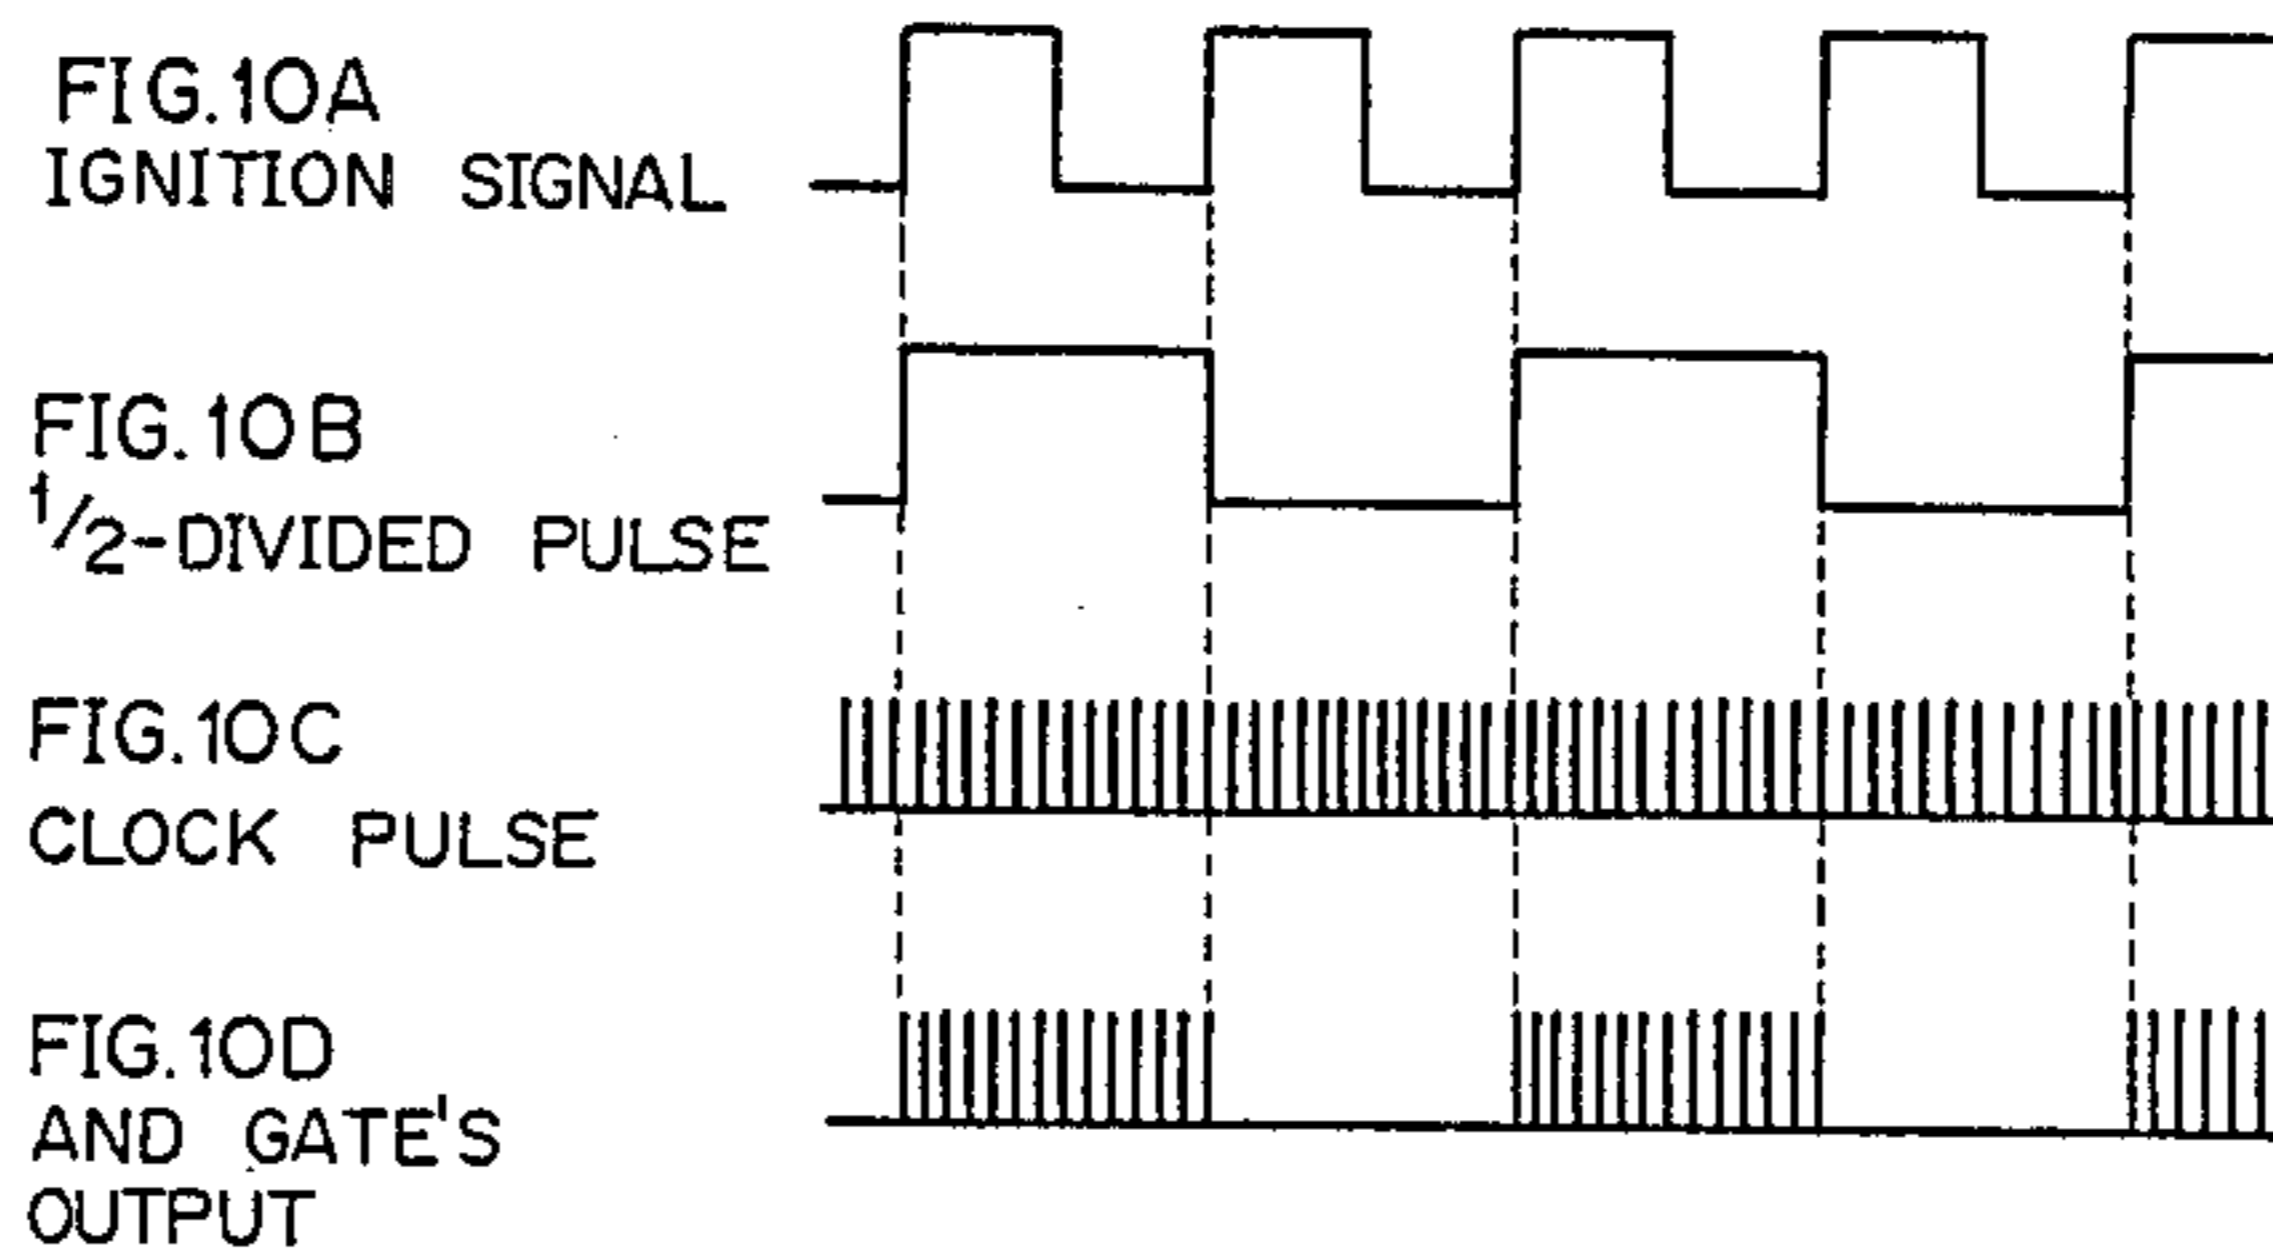 FIG.10A
IGNITION SIGNAL
FIG.10B
1/2-DIVIDED PULSE
FIG.10C
CLOCK PULSE
FIG.10D
AND GATE'S
OUTPUT